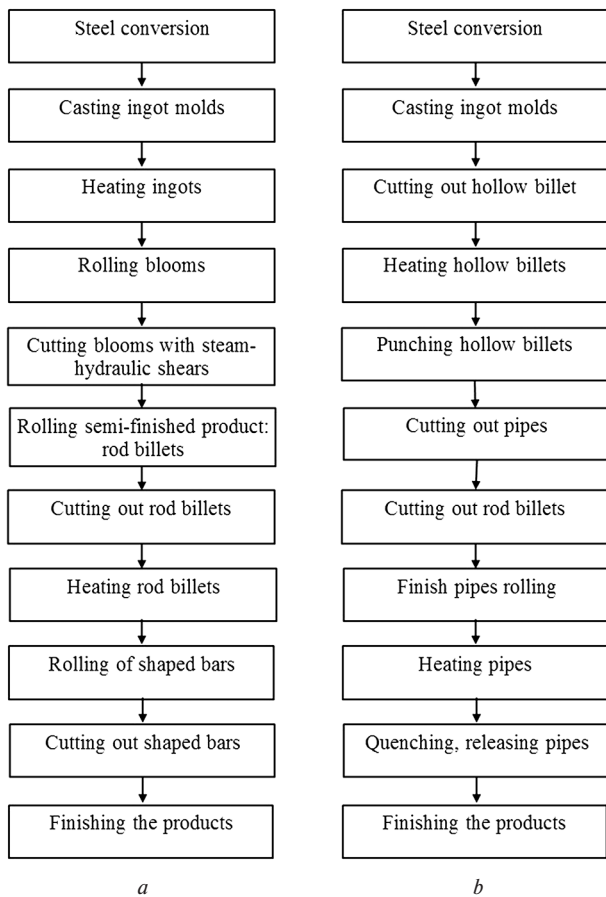 Steel conversion
Casting ingot molds
Heating ingots
Rolling blooms
Cutting blooms with steam-
hydraulic shears
Rolling semi-finished product:
rod billets
Cutting out rod billets
Heating rod billets
Rolling of shaped bars
Cutting out shaped bars
Finishing the products
a
Steel conversion
Casting ingot molds
Cutting out hollow billet
Heating hollow billets
Punching hollow billets
Cutting out pipes
Cutting out rod billets
Finish pipes rolling
Heating pipes
Quenching, releasing pipes
Finishing the products
b